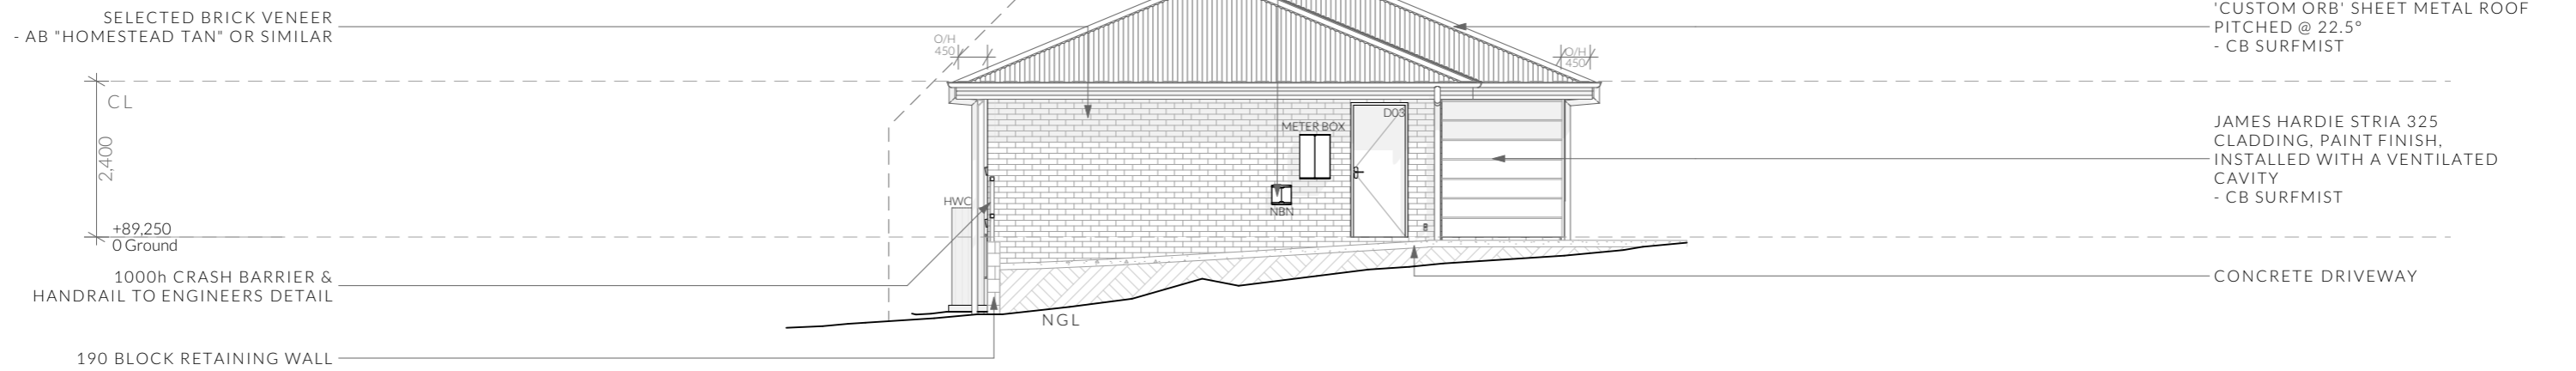 SELECTED BRICK VENEER
- AB "HOMESTEAD TAN" OR SIMILAR
O/H
450
O/H
450
'CUSTOM ORB' SHEET METAL ROOF
PITCHED @ 22.5°
- CB SURFMIST
CL
2,400
+89,250
0 Ground
D03
METER BOX
NBN
HWC
JAMES HARDIE STRIA 325
CLADDING, PAINT FINISH,
INSTALLED WITH A VENTILATED
CAVITY
- CB SURFMIST
1000h CRASH BARRIER &
HANDRAIL TO ENGINEERS DETAIL
CONCRETE DRIVEWAY
NGL
190 BLOCK RETAINING WALL